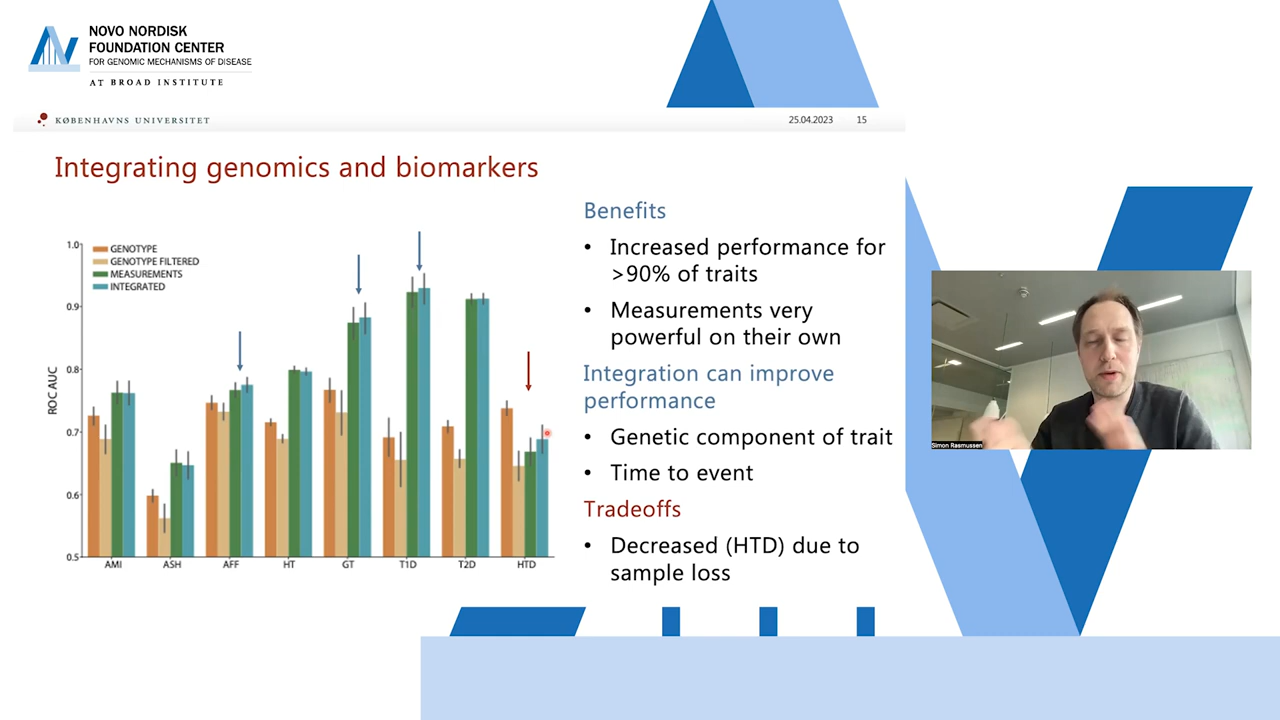 NOVO NORDISK
FOUNDATION CENTER
FOR GENOMIC MECHANISMS OF DISEASE
AT BROAD INSTITUTE
KØBENHAVNS UNIVERSITET
25.04.2023
15
Integrating genomics and biomarkers
ROC AUC
1.0
0.9
0.8
0.7
0.6
0.5
GENOTYPE
GENOTYPE FILTERED
MEASUREMENTS
INTEGRATED
AMI
ASH
AFF
HT
GT
T1D
T2D
HTD
Benefits
• Increased performance for
>90% of traits
• Measurements very
powerful on their own
Integration can improve
performance
• Genetic component of trait
• Time to event
Tradeoffs
• Decreased (HTD) due to
sample loss
Simon Rasmussen